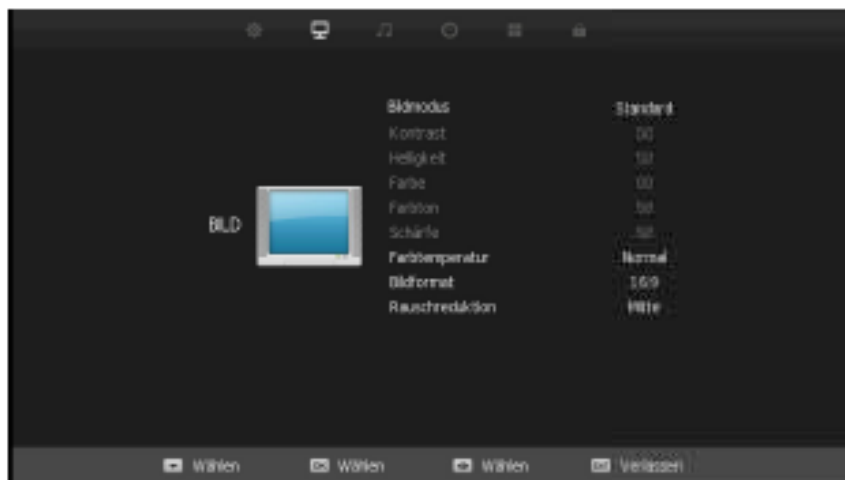 Bildmodus Standard
Kontrast
Helligkeit
Farbe
Farbton
BILD
Schärfe
Farbtemperatur Normal
Bildformat 16:9
Rauschreduktion Mitte
Wählen OK Wählen Wählen Verlassen